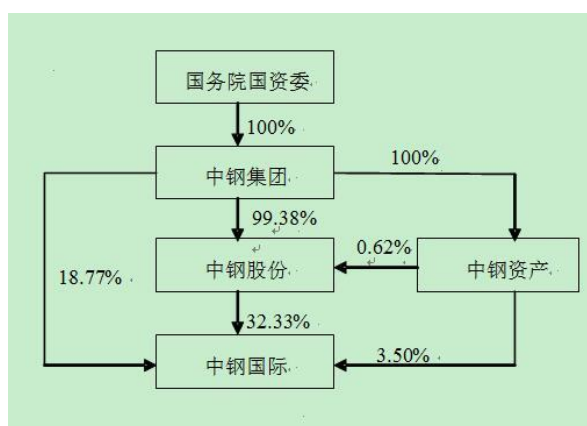 国务院国资委
100%
中钢集团
100%
99.38%
中钢股份
0.62%
中钢资产
18.77%
32.33%
中钢国际
3.50%